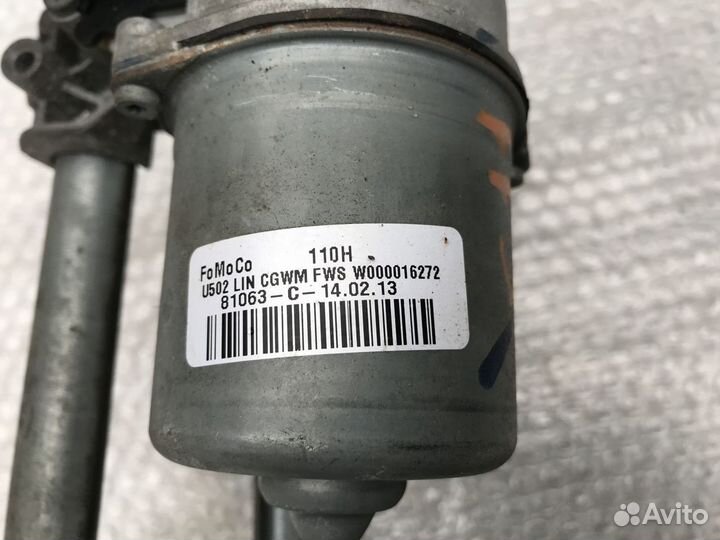 FoMoCo 110H
U502 LIN CGWM FWS W000016272
81063-C-14.02.13
Avito